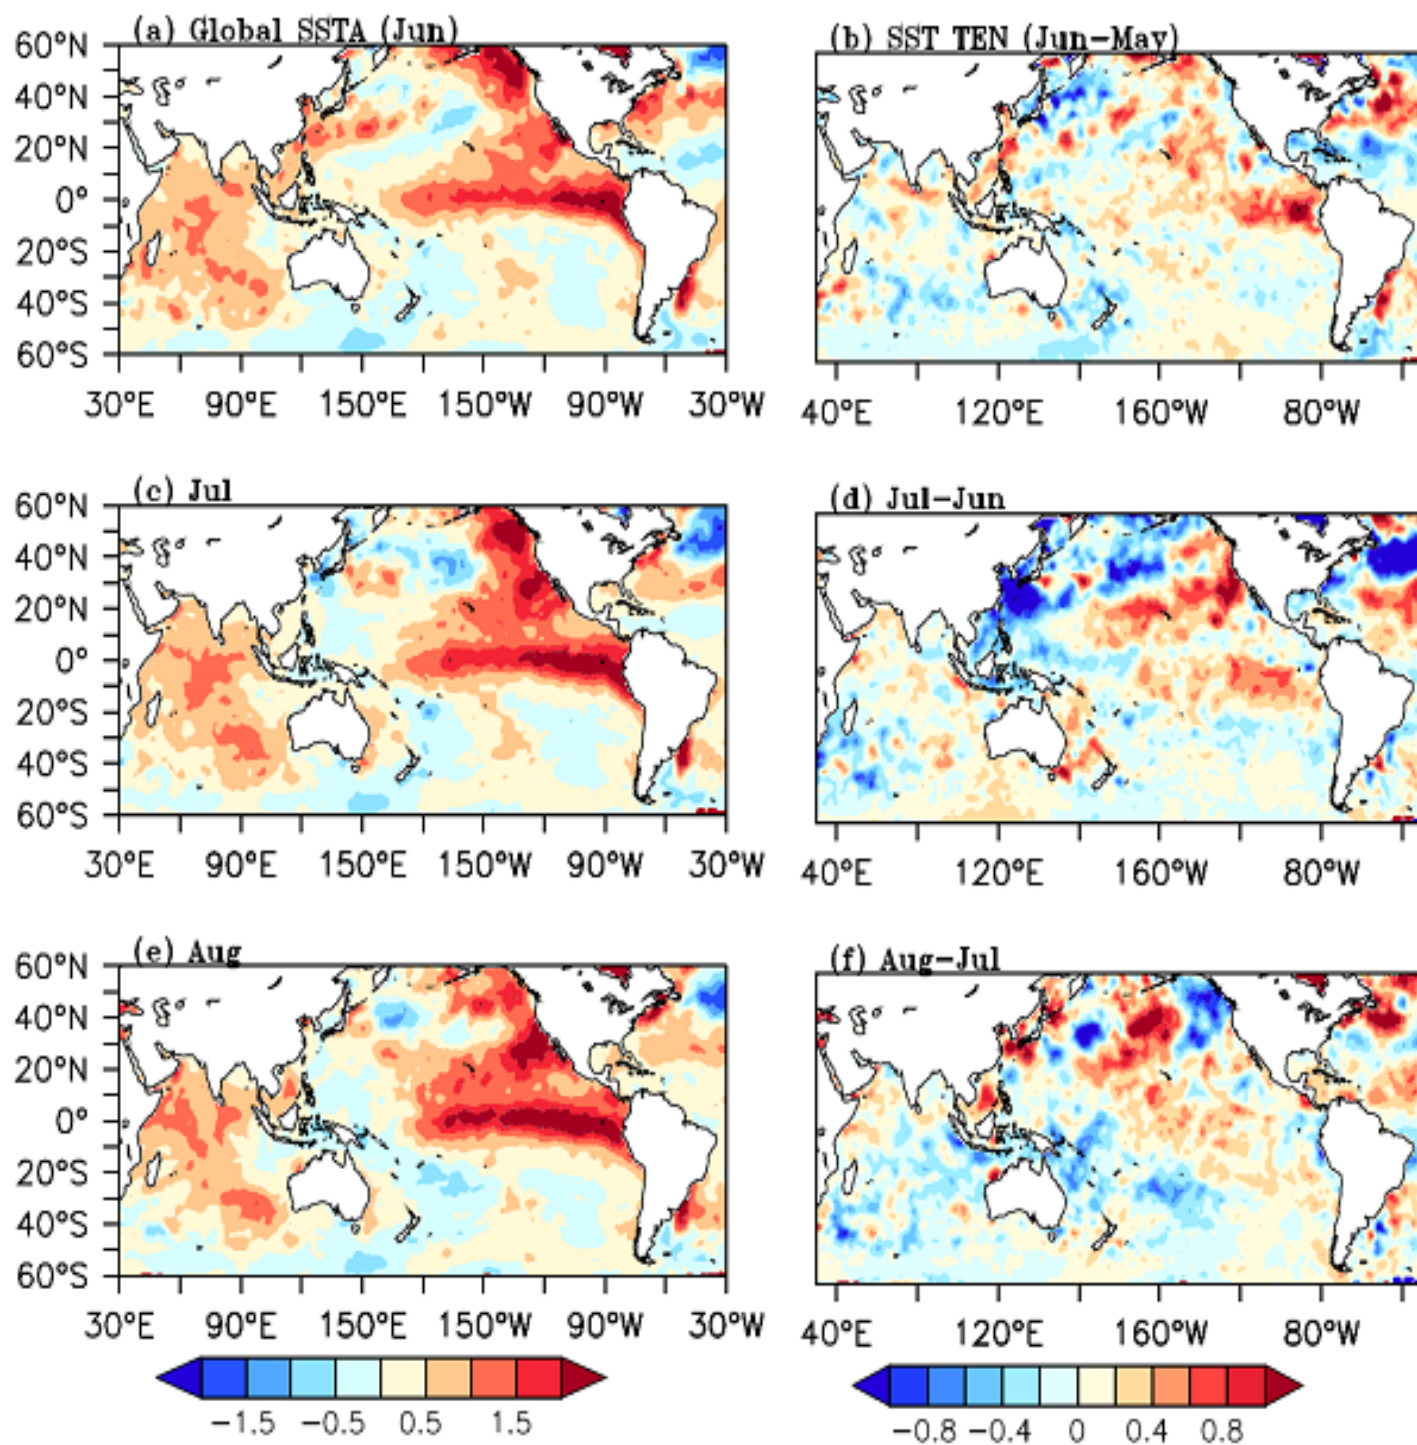 (a) Global SSTA (Jun)
60°N
40°N
20°N
0°
20°S
40°S
60°S
30°E 90°E 150°E 150°W 90°W 30°W
(b) SST TEN (Jun-May)
40°E 120°E 160°W 80°W
(c) Jul
60°N
40°N
20°N
0°
20°S
40°S
60°S
30°E 90°E 150°E 150°W 90°W 30°W
(d) Jul-Jun
40°E 120°E 160°W 80°W
(e) Aug
60°N
40°N
20°N
0°
20°S
40°S
60°S
30°E 90°E 150°E 150°W 90°W 30°W
(f) Aug-Jul
40°E 120°E 160°W 80°W
-1.5 -0.5 0.5 1.5
-0.8 -0.4 0 0.4 0.8